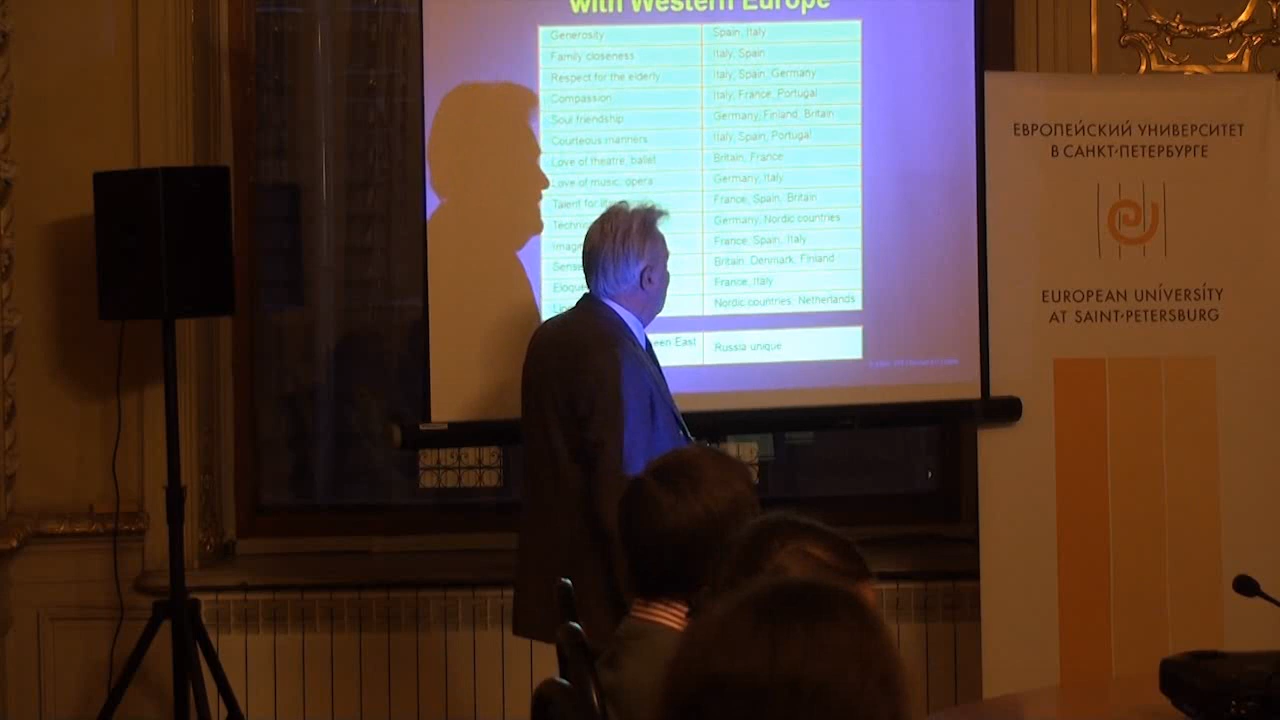 with Western Europe
Generosity Spain, Italy
Family closeness Italy, Spain
Respect for the elderly Italy, Spain, Germany
Compassion Italy, France, Portugal
Soul friendship Germany, Finland, Britain
Courteous manners Italy, Spain, Portugal
Love of theatre, ballet Britain, France
Love of music, opera Germany, Italy
Talent for France, Spain, Britain
Germany, Nordic countries
France, Spain, Italy
Britain, Denmark, Finland
France, Italy
Nordic countries, Netherlands
East Russia unique
ЕВРОПЕЙСКИЙ УНИВЕРСИТЕТ
В САНКТ-ПЕТЕРБУРГЕ
EUROPEAN UNIVERSITY
AT SAINT-PETERSBURG